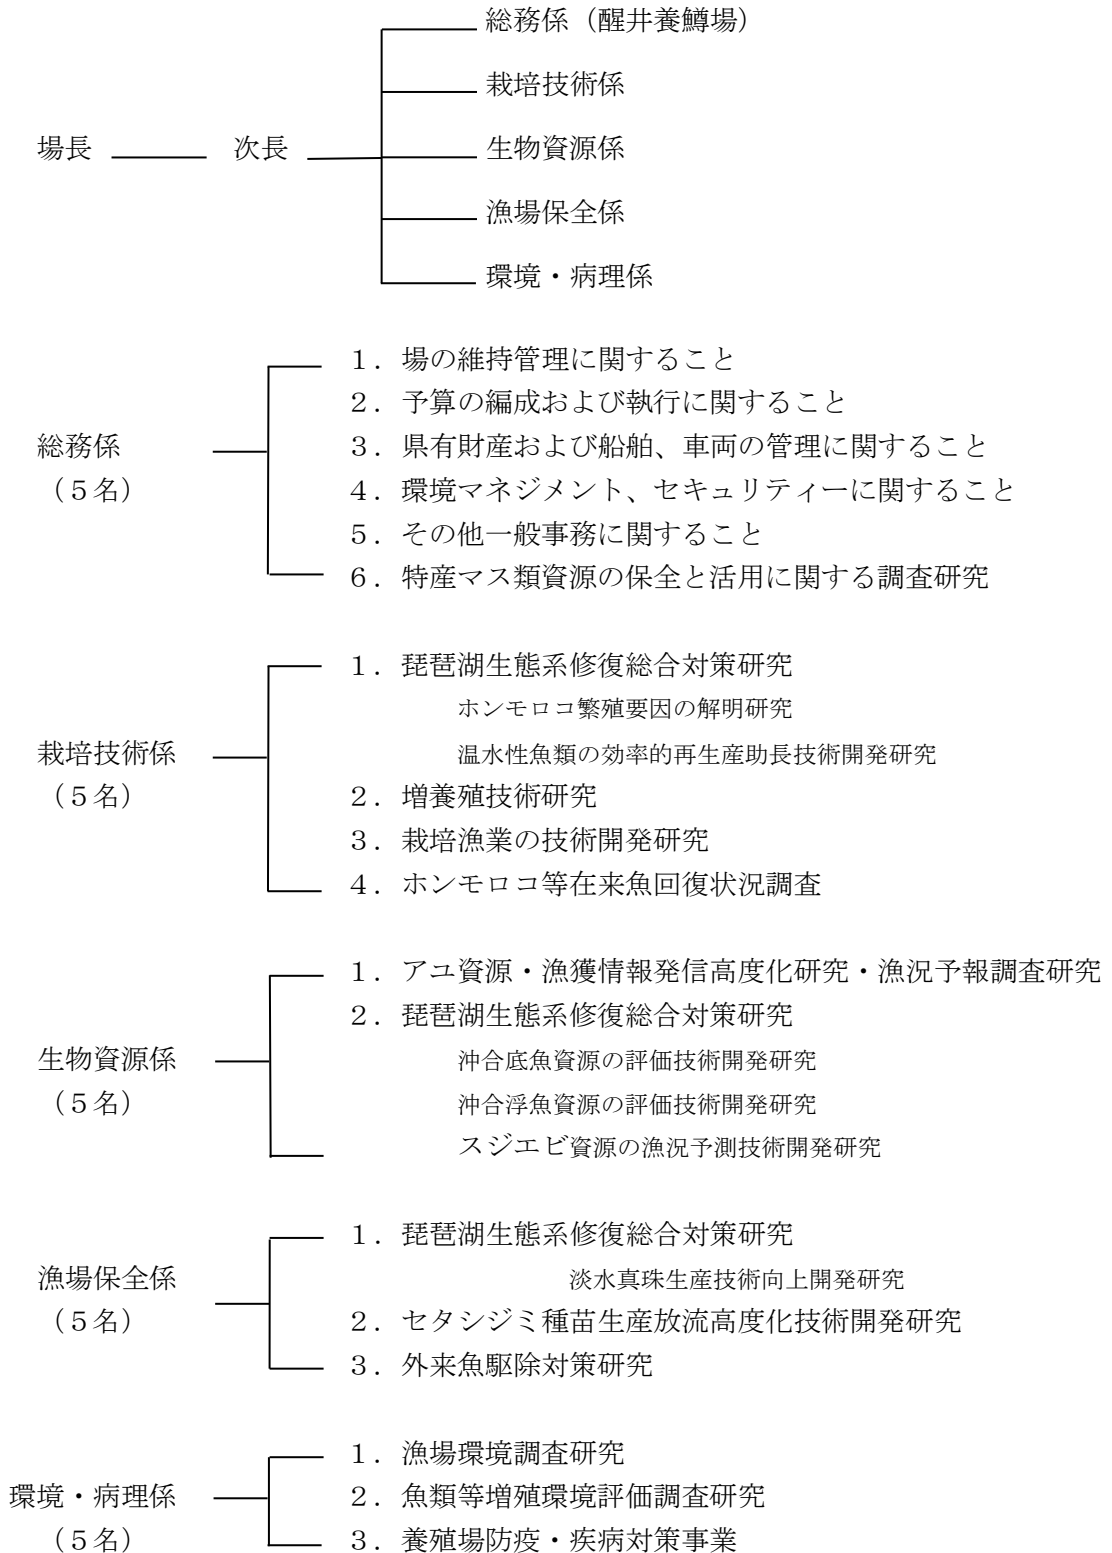 総務係（醒井養鱒場）
栽培技術係
場長 次長 生物資源係
漁場保全係
環境・病理係
１．場の維持管理に関すること
２．予算の編成および執行に関すること
総務係 ３．県有財産および船舶、車両の管理に関すること
（５名） ４．環境マネジメント、セキュリティーに関すること
５．その他一般事務に関すること
６．特産マス類資源の保全と活用に関する調査研究
１．琵琶湖生態系修復総合対策研究
ホンモロコ繁殖要因の解明研究
栽培技術係 温水性魚類の効率的再生産助長技術開発研究
（５名） ２．増養殖技術研究
３．栽培漁業の技術開発研究
４．ホンモロコ等在来魚回復状況調査
１．アユ資源・漁獲情報発信高度化研究・漁況予報調査研究
２．琵琶湖生態系修復総合対策研究
生物資源係 沖合底魚資源の評価技術開発研究
（５名） 沖合浮魚資源の評価技術開発研究
スジエビ資源の漁況予測技術開発研究
１．琵琶湖生態系修復総合対策研究
漁場保全係 淡水真珠生産技術向上開発研究
（５名） ２．セタシジミ種苗生産放流高度化技術開発研究
３．外来魚駆除対策研究
１．漁場環境調査研究
環境・病理係 ２．魚類等増殖環境評価調査研究
（５名） ３．養殖場防疫・疾病対策事業